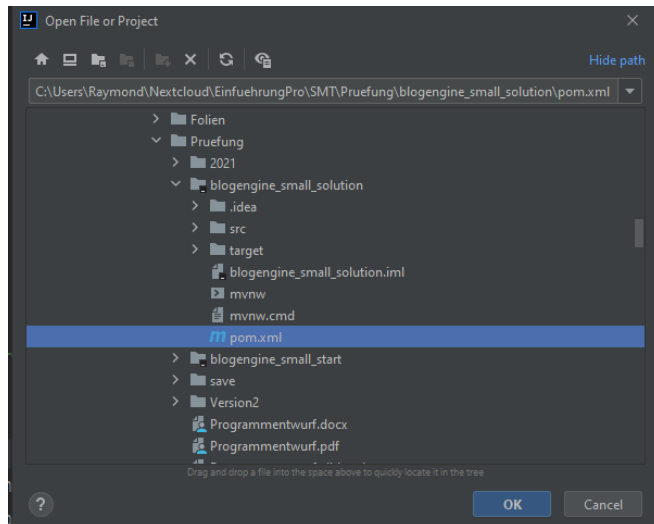 Open File or Project
Hide path
C:\Users\Raymond\Nextcloud\EinfuehrungPro\SMT\Pruefung\blogengine_small_solution\pom.xml
Folien
Pruefung
2021
blogengine_small_solution
.idea
src
target
blogengine_small_solution.iml
mvnw
mvnw.cmd
pom.xml
blogengine_small_start
save
Version2
Programmentwurf.docx
Programmentwurf.pdf
Drag and drop a file into the space above to quickly locate it in the tree
?
OK
Cancel